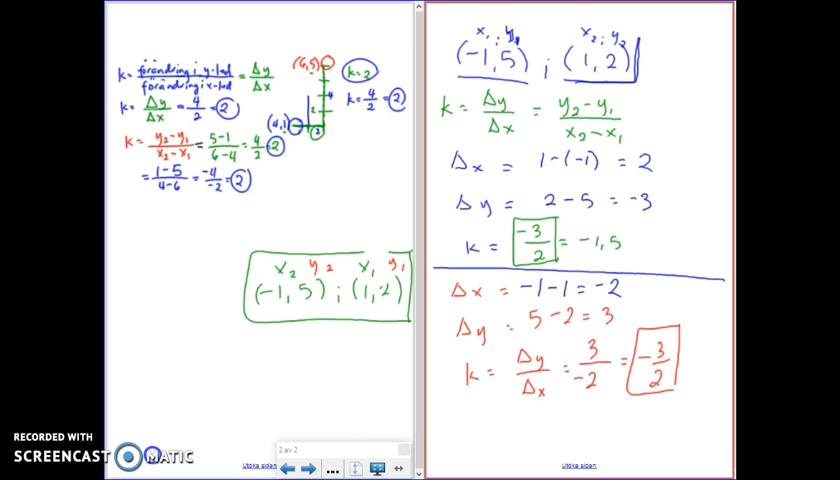 k = förändring i y-led / förändring i x-led = Δy / Δx
k = Δy / Δx = 4 / 2 = 2
k = y₂ - y₁ / x₂ - x₁ = 5 - 1 / 6 - 4 = 4 / 2 = 2
= 1 - 5 / 4 - 6 = -4 / -2 = 2
(6,5)
4
2
(4,1)
2
k = 2
k = 4 / 2 = 2
x₂ y₂ x₁ y₁
(-1, 5) ; (1, 2)
x₁ ; y₁ x₂ ; y₂
(-1, 5) ; (1, 2)
k = Δy / Δx = y₂ - y₁ / x₂ - x₁
Δx = 1 - (-1) = 2
Δy = 2 - 5 = -3
k = -3 / 2 = -1,5
Δx = -1 - 1 = -2
Δy = 5 - 2 = 3
k = Δy / Δx = 3 / -2 = -3 / 2
2 av 2
Utöka sidan
Utöka sidan
RECORDED WITH
SCREENCAST MATIC